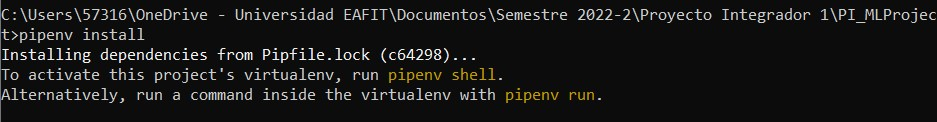 C:\Users\57316\OneDrive - Universidad EAFIT\Documentos\Semestre 2022-2\Proyecto Integrador 1\PI_MLProjec
t>pipenv install
Installing dependencies from Pipfile.lock (c64298)...
To activate this project's virtualenv, run pipenv shell.
Alternatively, run a command inside the virtualenv with pipenv run.